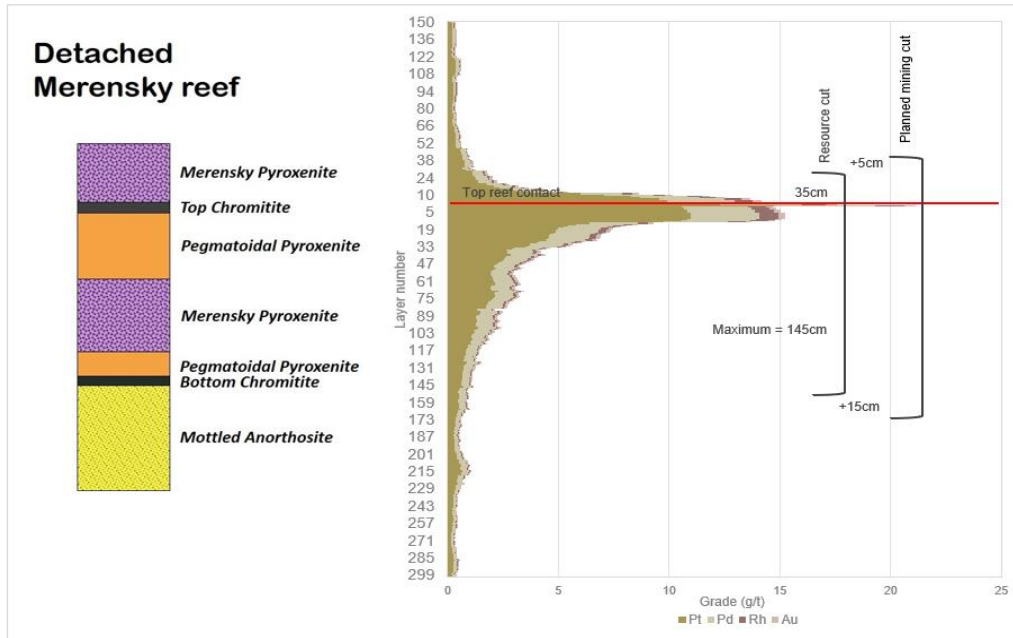 Detached
Merensky reef
Merensky Pyroxenite
Top Chromitite
Pegmatoidal Pyroxenite
Merensky Pyroxenite
Pegmatoidal Pyroxenite
Bottom Chromitite
Mottled Anorthosite
Layer number
150
136
122
108
94
80
66
52
38
24
10
5
19
33
47
61
75
89
103
117
131
145
159
173
187
201
215
229
243
257
271
285
299
Top reef contact
Resource cut
Planned mining cut
+5cm
35cm
Maximum = 145cm
+15cm
0 5 10 15 20 25
Grade (g/t)
Pt Pd Rh Au